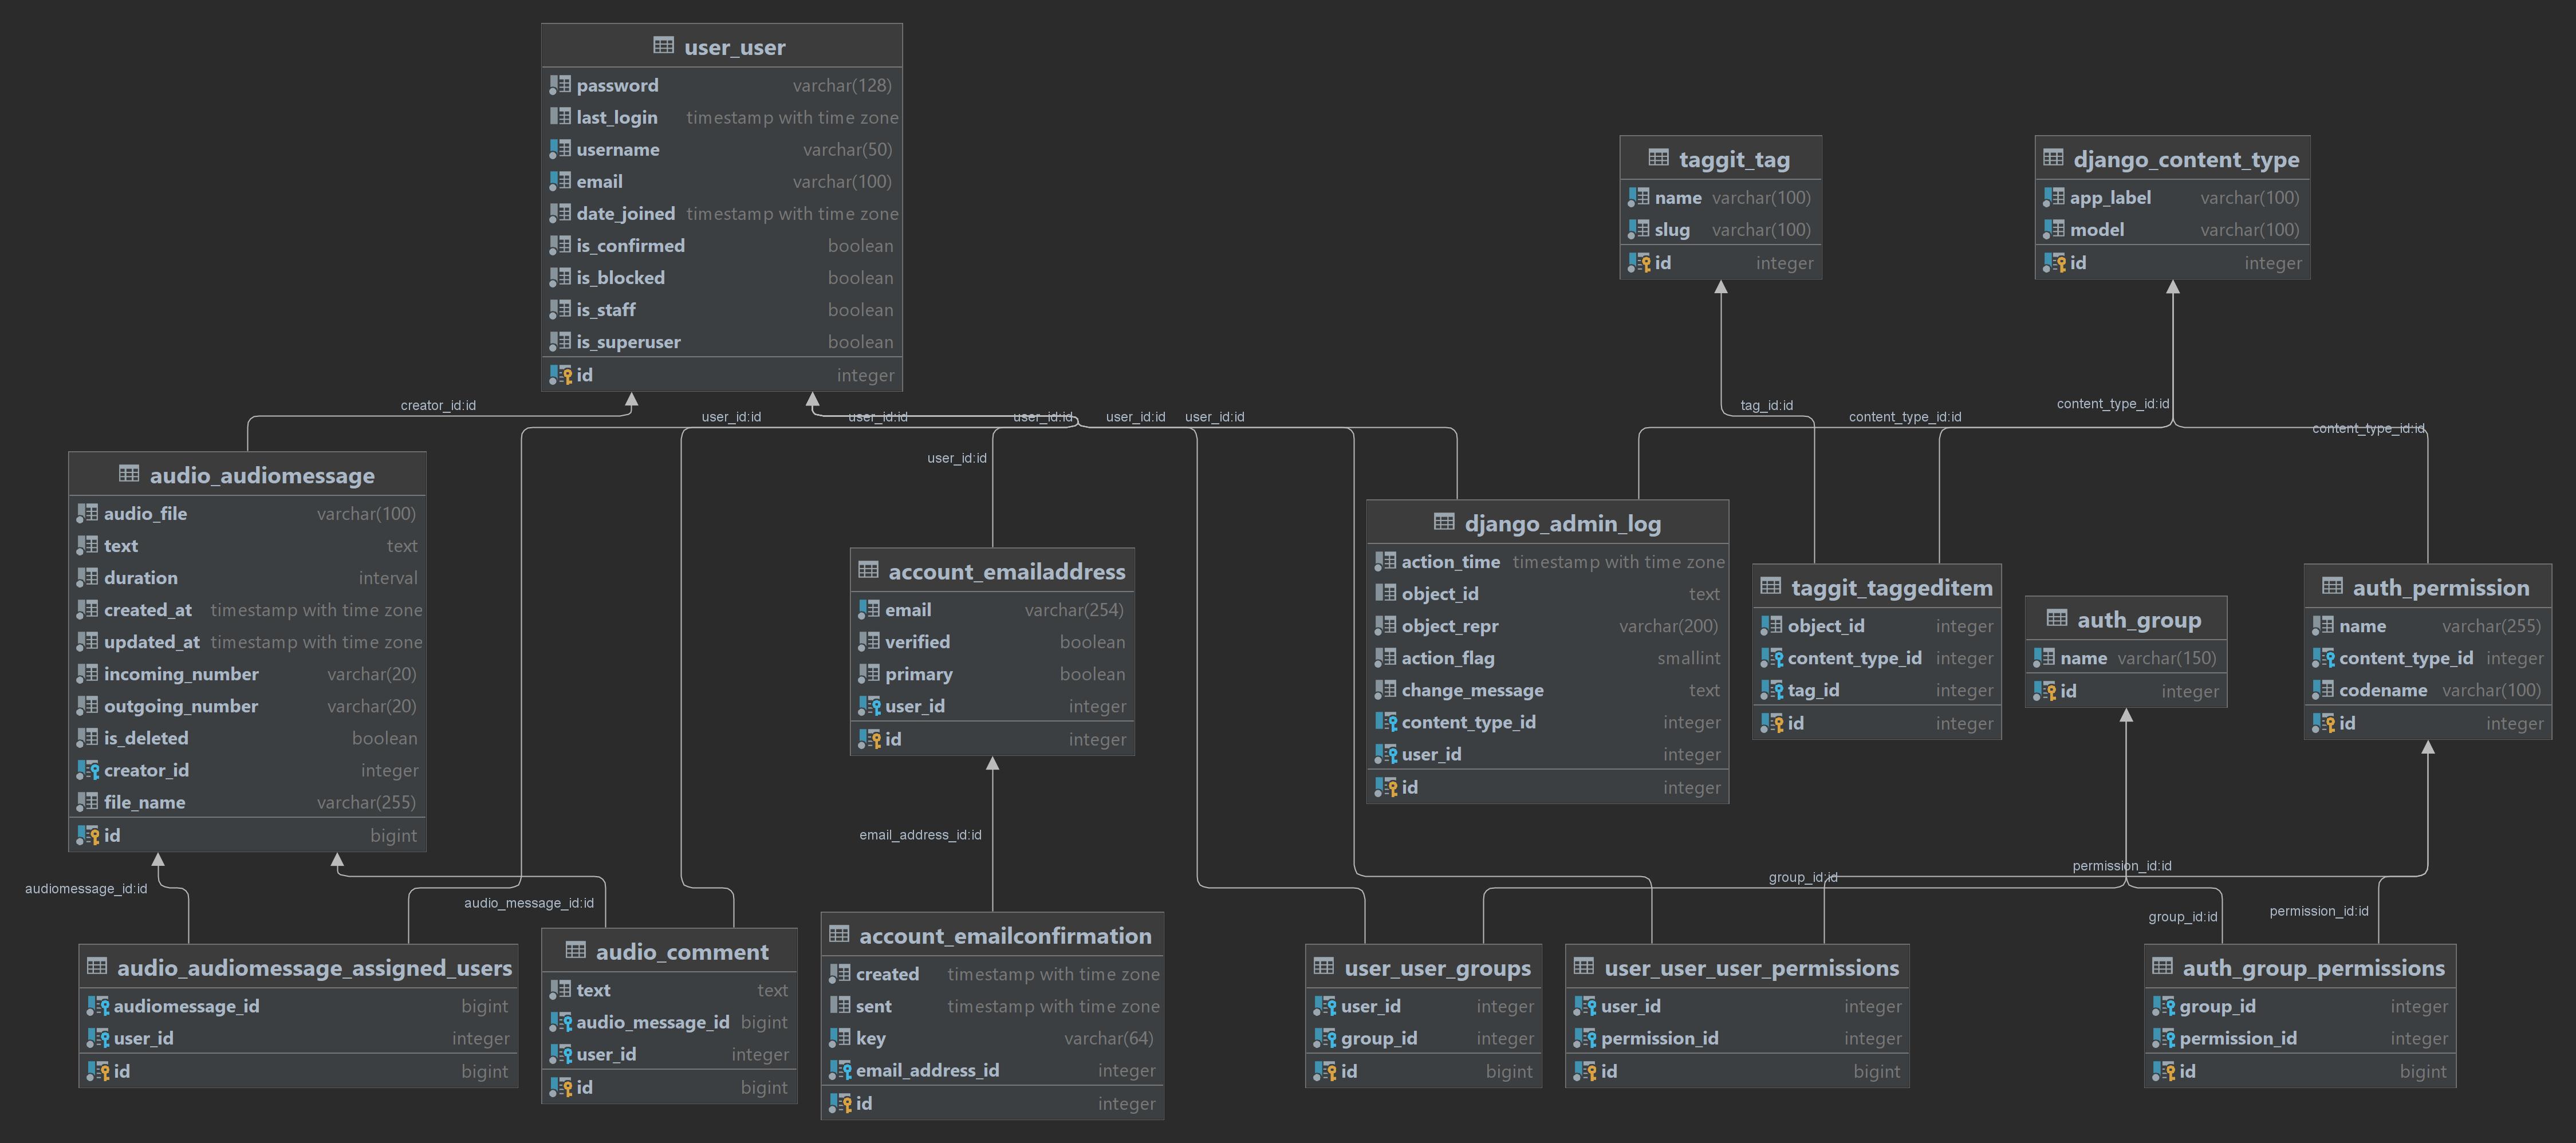 user_user
password varchar(128)
last_login timestamp with time zone
username varchar(50)
email varchar(100)
date_joined timestamp with time zone
is_confirmed boolean
is_blocked boolean
is_staff boolean
is_superuser boolean
id integer
taggit_tag
name varchar(100)
slug varchar(100)
id integer
django_content_type
app_label varchar(100)
model varchar(100)
id integer
creator_id:id
user_id:id
user_id:id
user_id:id
user_id:id
user_id:id
user_id:id
tag_id:id
content_type_id:id
content_type_id:id
content_type_id:id
audio_audiomessage
audio_file varchar(100)
text text
duration interval
created_at timestamp with time zone
updated_at timestamp with time zone
incoming_number varchar(20)
outgoing_number varchar(20)
is_deleted boolean
creator_id integer
file_name varchar(255)
id bigint
account_emailaddress
email varchar(254)
verified boolean
primary boolean
user_id integer
id integer
django_admin_log
action_time timestamp with time zone
object_id text
object_repr varchar(200)
action_flag smallint
change_message text
content_type_id integer
user_id integer
id integer
taggit_taggeditem
object_id integer
content_type_id integer
tag_id integer
id integer
auth_group
name varchar(150)
id integer
auth_permission
name varchar(255)
content_type_id integer
codename varchar(100)
id integer
audiomessage_id:id
audio_message_id:id
email_address_id:id
group_id:id
permission_id:id
group_id:id
permission_id:id
audio_audiomessage_assigned_users
audiomessage_id bigint
user_id integer
id bigint
audio_comment
text text
audio_message_id bigint
user_id integer
id bigint
account_emailconfirmation
created timestamp with time zone
sent timestamp with time zone
key varchar(64)
email_address_id integer
id integer
user_user_groups
user_id integer
group_id integer
id bigint
user_user_user_permissions
user_id integer
permission_id integer
id bigint
auth_group_permissions
group_id integer
permission_id integer
id bigint